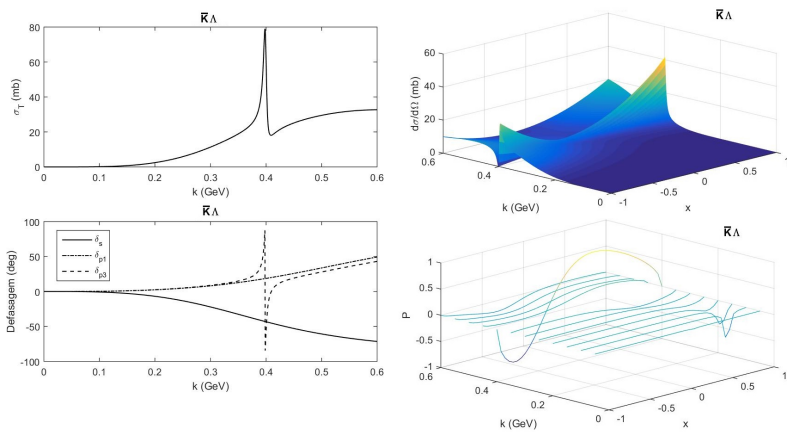 K̅ Λ
80
60
40
20
0
σT (mb)
0 0.1 0.2 0.3 0.4 0.5 0.6
k (GeV)
K̅ Λ
60
40
20
0
dσ/dΩ (mb)
0.6 0.4 0.2 0
k (GeV)
-1 -0.5 0 0.5 1
x
K̅ Λ
100
50
0
-50
-100
Defasagem (deg)
δs
δp1
δp3
0 0.1 0.2 0.3 0.4 0.5 0.6
k (GeV)
K̅ Λ
1
0.5
0
-0.5
-1
P
0.6 0.4 0.2 0
k (GeV)
-1 -0.5 0 0.5 1
x